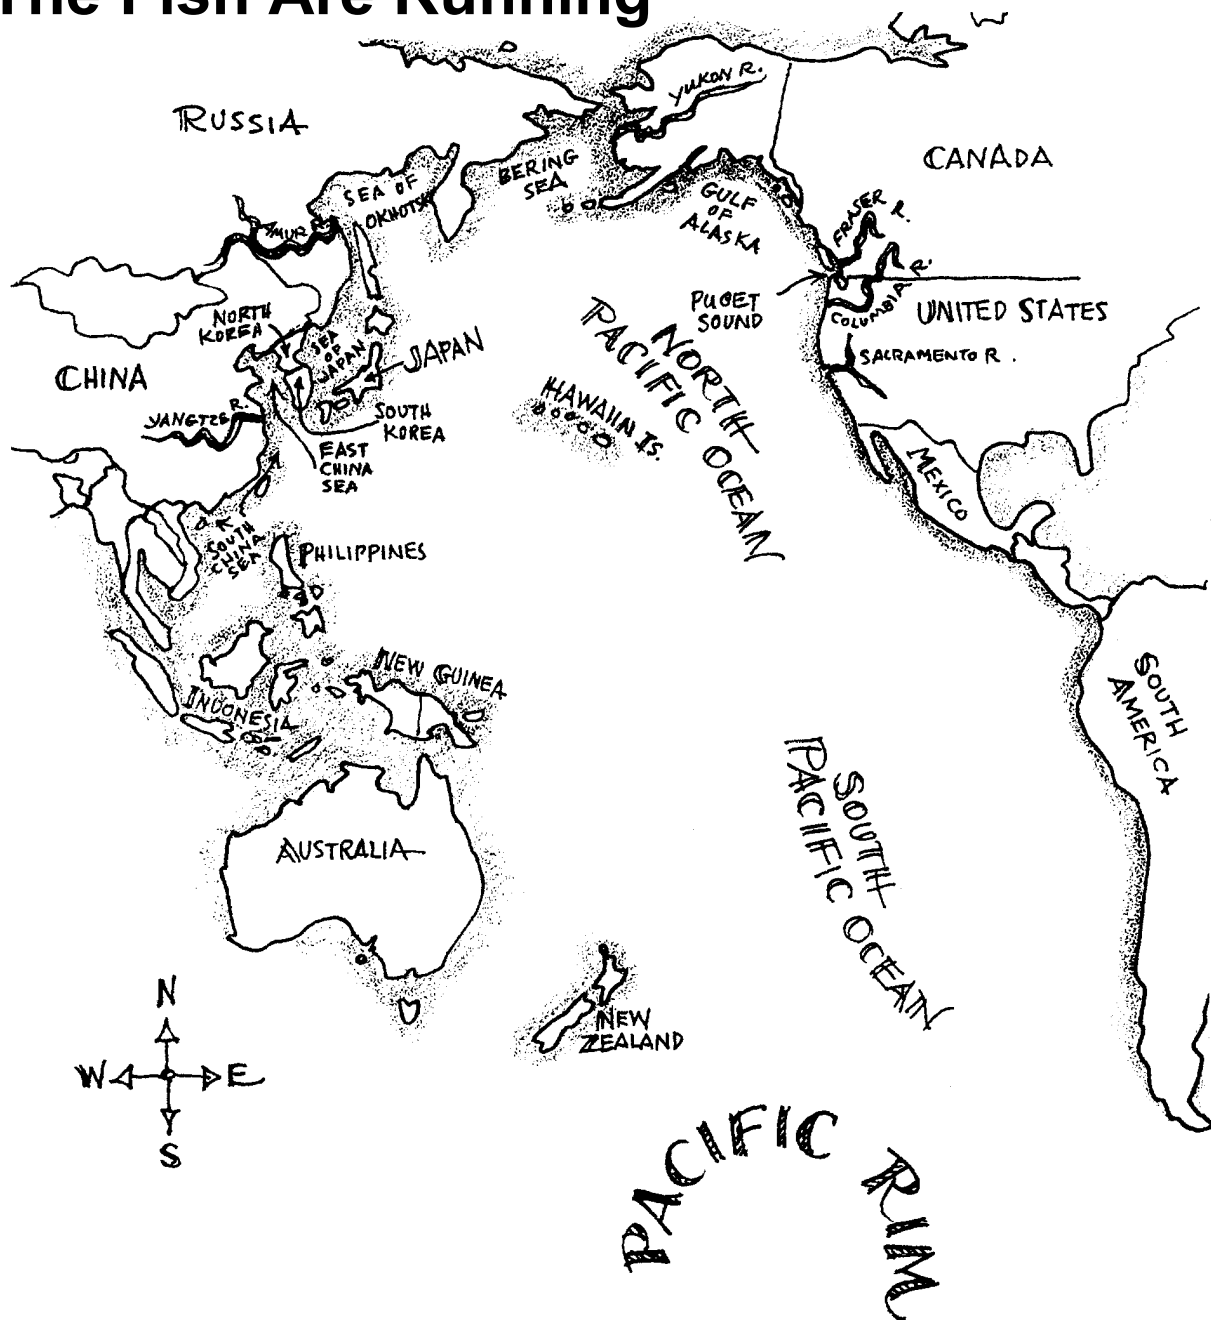 The Fish Are Running
YUKON R.
RUSSIA
CANADA
BERING
SEA
SEA OF
OKHOTSK
GULF
OF
ALASKA
FRASER R.
AMUR R.
COLUMBIA R.
PUGET
SOUND
UNITED STATES
NORTH
KOREA
SEA
OF
JAPAN
JAPAN
NORTH
PACIFIC OCEAN
SACRAMENTO R.
CHINA
HAWAIIN IS.
YANGTZE R.
SOUTH
KOREA
EAST
CHINA
SEA
MEXICO
SOUTH
CHINA
SEA
PHILIPPINES
NEW GUINEA
INDONESIA
SOUTH
AMERICA
SOUTH
PACIFIC OCEAN
AUSTRALIA
NEW
ZEALAND
N
W E
S
PACIFIC RIM